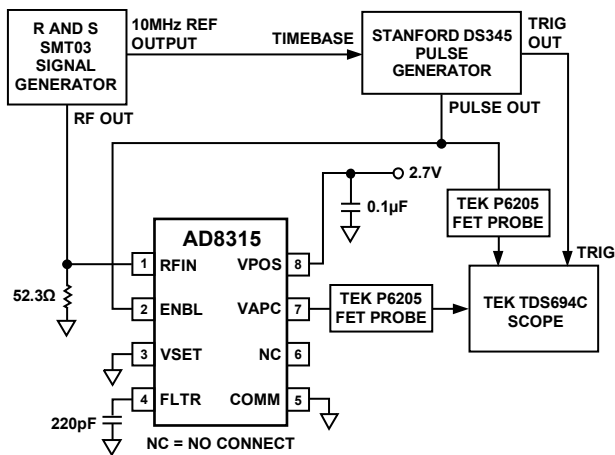 R AND S
SMT03
SIGNAL
GENERATOR
10MHz REF
OUTPUT
TIMEBASE
STANFORD DS345
PULSE
GENERATOR
TRIG
OUT
RF OUT
PULSE OUT
2.7V
0.1µF
TEK P6205
FET PROBE
TRIG
AD8315
1 RFIN
VPOS 8
52.3Ω
2 ENBL
VAPC 7
TEK P6205
FET PROBE
TEK TDS694C
SCOPE
3 VSET
NC 6
4 FLTR
COMM 5
220pF
NC = NO CONNECT